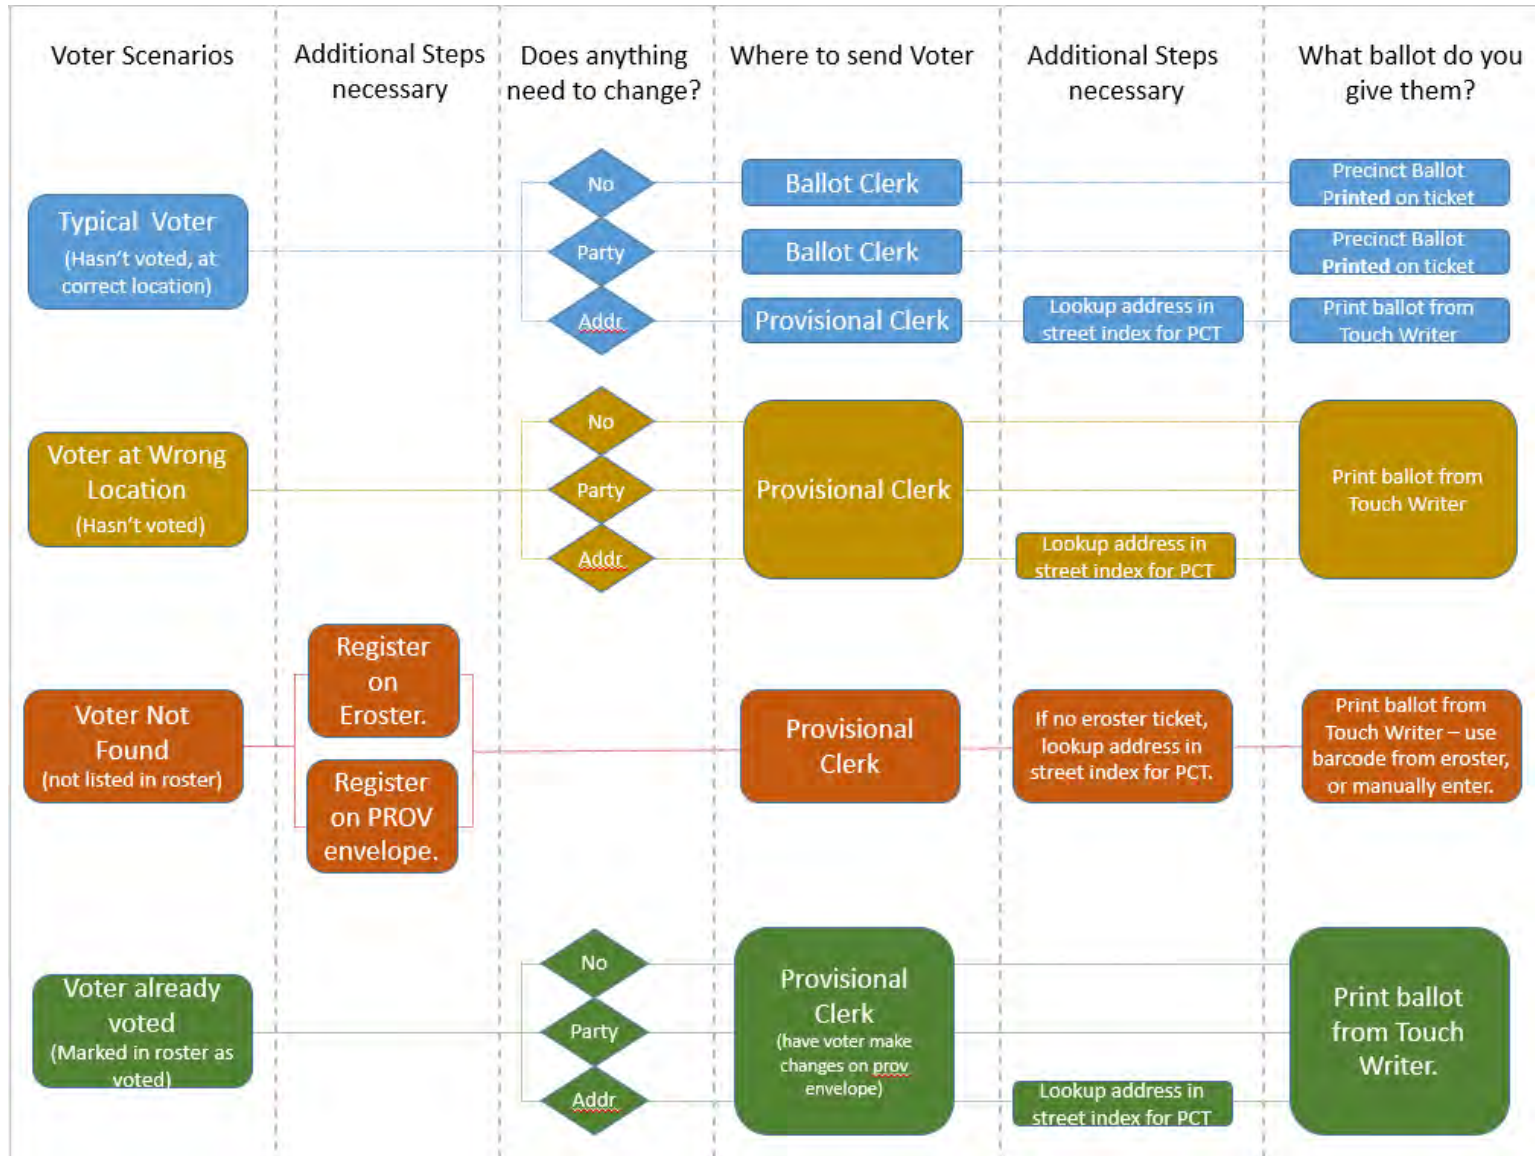 Voter Scenarios
Additional Steps
necessary
Does anything
need to change?
Where to send Voter
Additional Steps
necessary
What ballot do you
give them?
Typical Voter
(Hasn't voted, at
correct location)
No
Ballot Clerk
Precinct Ballot
Printed on ticket
Party
Ballot Clerk
Precinct Ballot
Printed on ticket
Addr
Provisional Clerk
Lookup address in
street index for PCT
Print ballot from
Touch Writer
Voter at Wrong
Location
(Hasn't voted)
No
Party
Addr
Provisional Clerk
Lookup address in
street index for PCT
Print ballot from
Touch Writer
Voter Not
Found
(not listed in roster)
Register
on
Eroster.
Register
on PROV
envelope.
Provisional
Clerk
If no eroster ticket,
lookup address in
street index for PCT.
Print ballot from
Touch Writer – use
barcode from eroster,
or manually enter.
Voter already
voted
(Marked in roster as
voted)
No
Party
Addr
Provisional
Clerk
(have voter make
changes on prov
envelope)
Lookup address in
street index for PCT
Print ballot
from Touch
Writer.